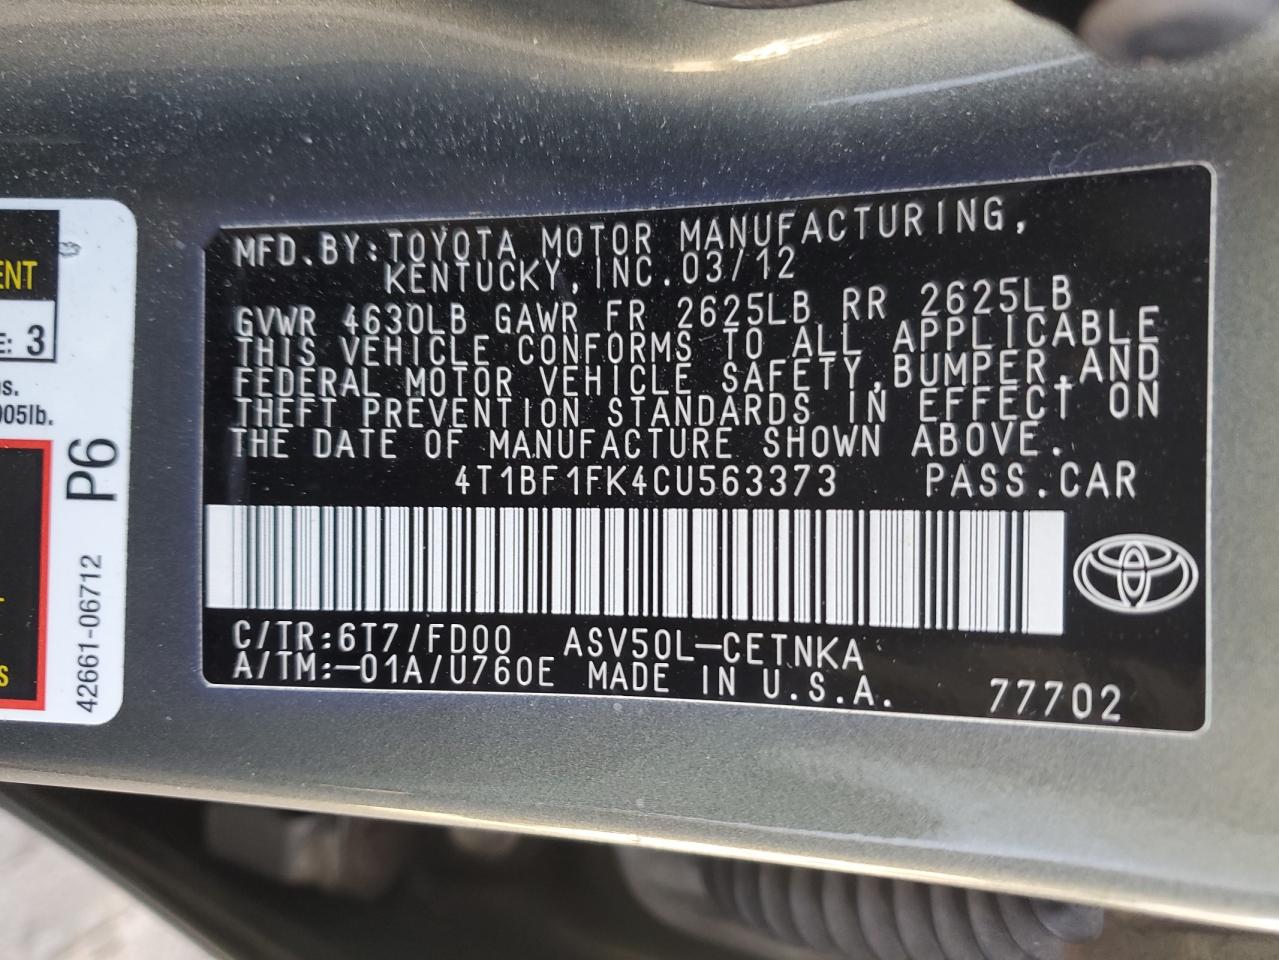 ENT
E: 3
s.
005lb.
P6
42661-06712
S
MFD.BY:TOYOTA MOTOR MANUFACTURING,
KENTUCKY,INC.03/12
GVWR 4630LB GAWR FR 2625LB RR 2625LB
THIS VEHICLE CONFORMS TO ALL APPLICABLE
FEDERAL MOTOR VEHICLE SAFETY,BUMPER,AND
THEFT PREVENTION STANDARDS IN EFFECT ON
THE DATE OF MANUFACTURE SHOWN ABOVE.
4T1BF1FK4CU563373 PASS.CAR
C/TR:6T7/FD00 ASV50L-CETNKA
A/TM:-01A/U760E MADE IN U.S.A. 77702